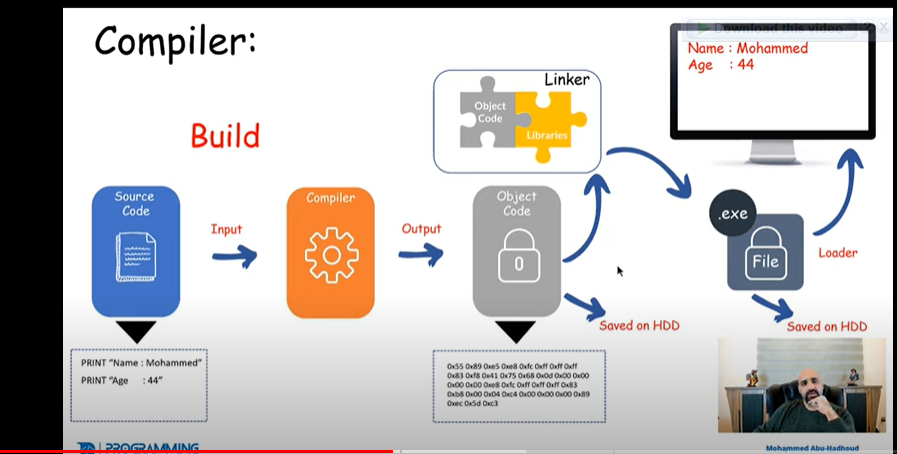 Compiler:
Download this video
Name : Mohammed
Age : 44
Linker
Object
Code
Libraries
Build
Source
Code
Input
Compiler
Output
Object
Code
0
.exe
File
Loader
Saved on HDD
Saved on HDD
PRINT "Name : Mohammed"
PRINT "Age : 44"
0x55 0x89 0xe5 0xe8 0xfc 0xff 0xff 0xff
0x83 0xf8 0x41 0x75 0x68 0x0d 0x00 0x00
0x00 0x00 0xe8 0xfc 0xff 0xff 0xff 0x83
0xb8 0x00 0x04 0xc4 0x00 0x00 0x00 0x89
0xec 0x5d 0xc3
PROGRAMMING
Mohammed Abu-Hadhoud